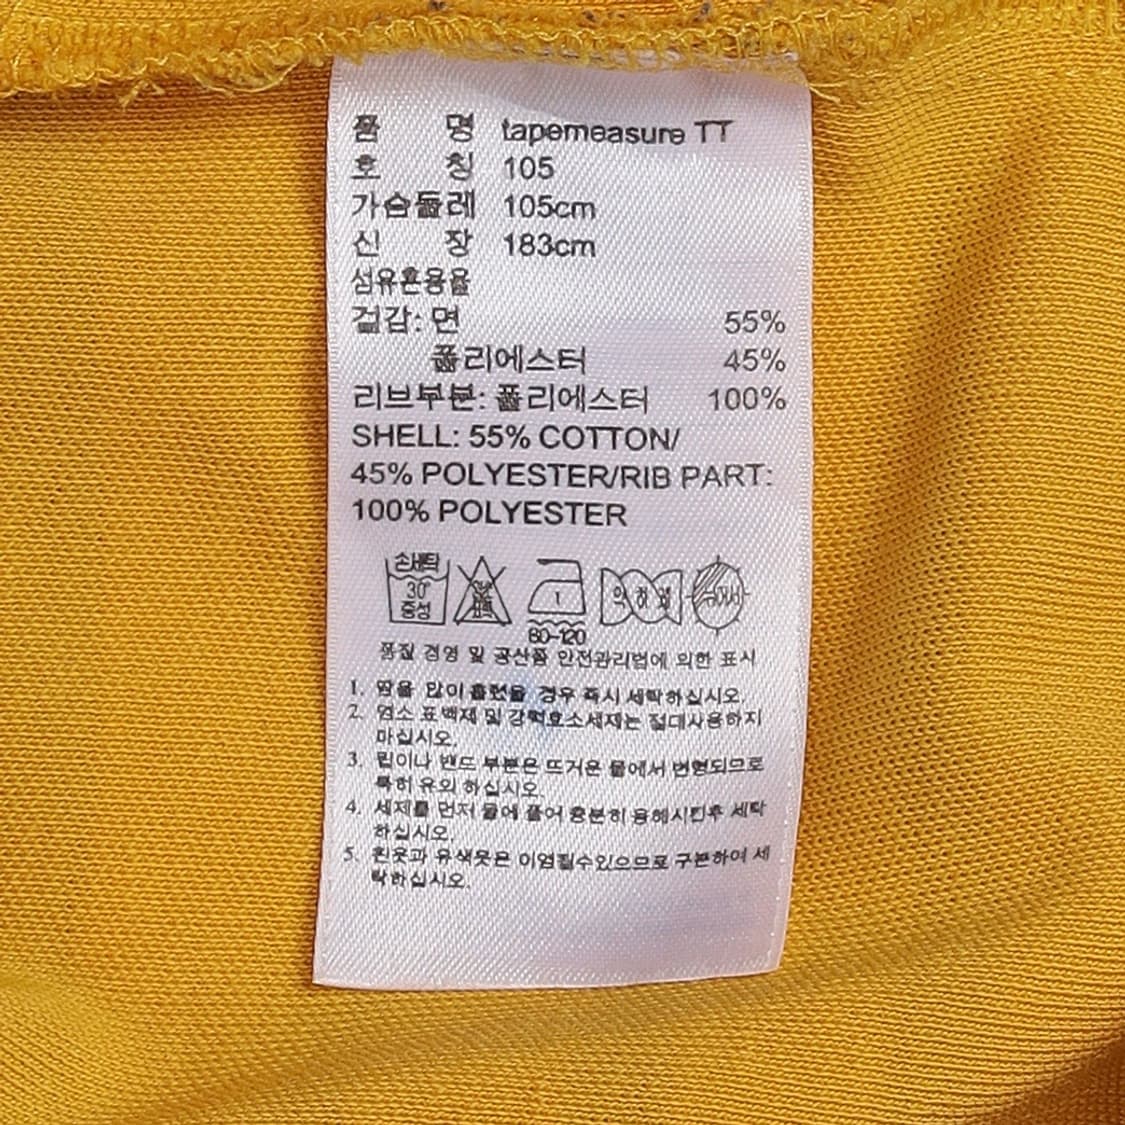 품 명 tapemeasure TT
호 칭 105
가슴둘레 105cm
신 장 183cm
섬유혼용율
겉감: 면 55%
폴리에스터 45%
리브부분: 폴리에스터 100%
SHELL: 55% COTTON/
45% POLYESTER/RIB PART:
100% POLYESTER
손세탁
30°
중성
1
80-120
약하게
품질 경영 및 공산품 안전관리법에 의한 표시
1. 땀을 많이 흘렸을 경우 즉시 세탁하십시오.
2. 염소 표백제 및 강력효소세제는 절대사용하지
마십시오.
3. 립이나 밴드 부분은 뜨거운 물에서 변형되므로
특히 유의 하십시오.
4. 세제를 먼저 물에 풀어 충분히 용해시킨후 세탁
하십시오.
5. 흰옷과 유색옷은 이염될수있으므로 구분하여 세
탁하십시오.